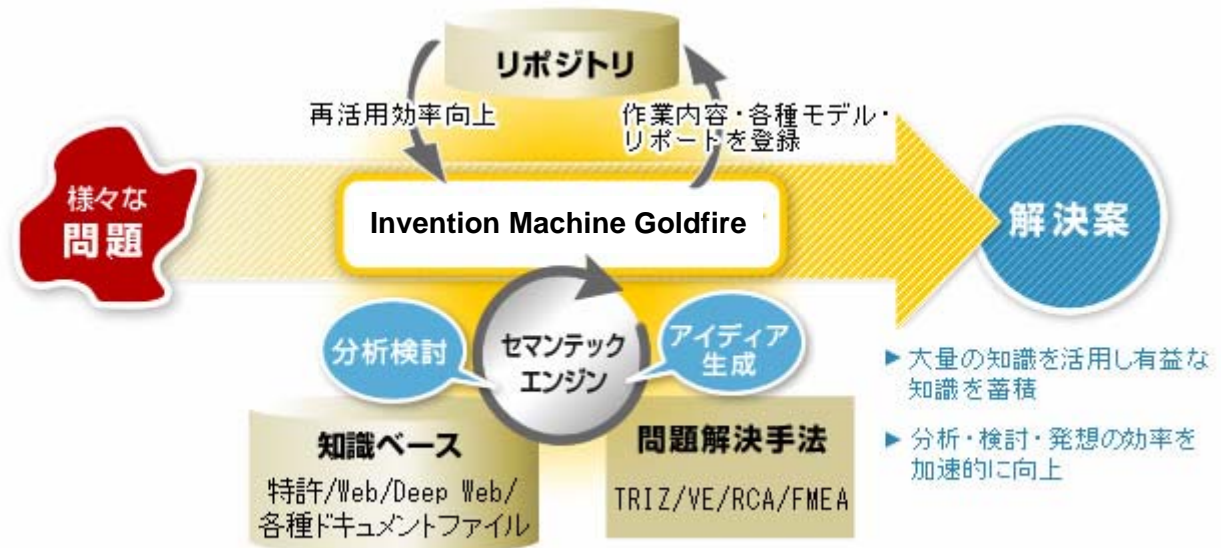 リポジトリ
再活用効率向上
作業内容・各種モデル・
リポートを登録
様々な
問題
Invention Machine Goldfire
解決案
分析検討
セマンテック
エンジン
アイディア
生成
知識ベース
特許/Web/Deep Web/
各種ドキュメントファイル
問題解決手法
TRIZ/VE/RCA/FMEA
▶ 大量の知識を活用し有益な
知識を蓄積
▶ 分析・検討・発想の効率を
加速的に向上